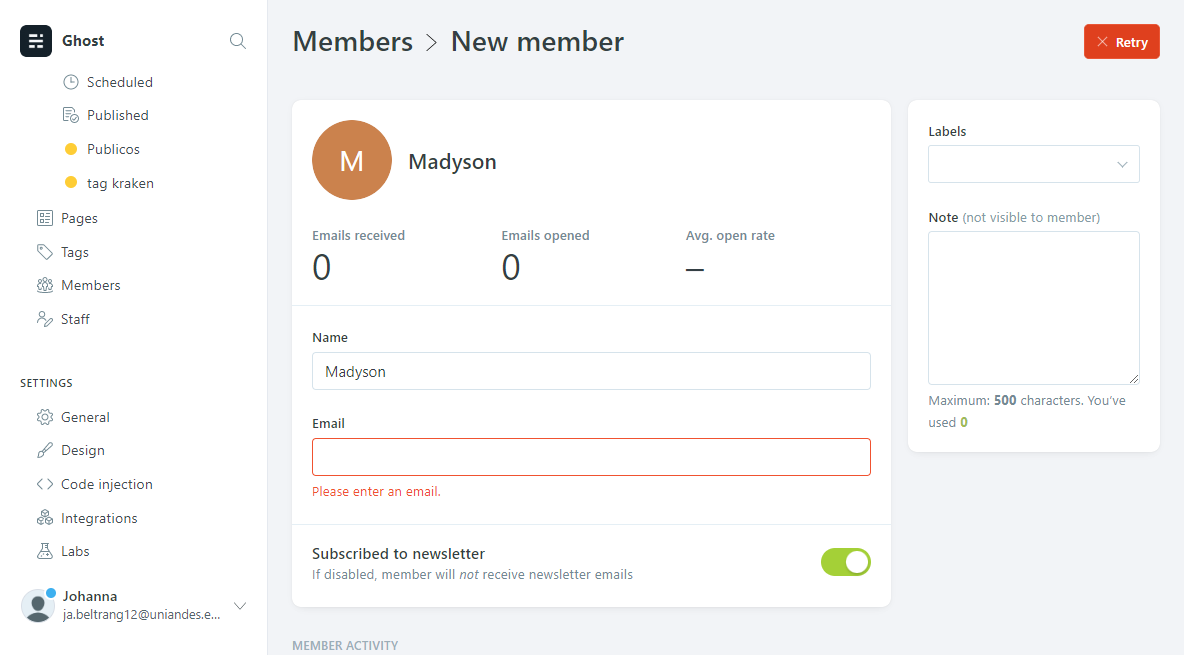 Ghost
Scheduled
Published
Publicos
tag kraken
Pages
Tags
Members
Staff
SETTINGS
General
Design
Code injection
Integrations
Labs
Johanna
ja.beltrang12@uniandes.e...
Members > New member
Retry
M
Madyson
Emails received
Emails opened
Avg. open rate
0
0
–
Name
Madyson
Email
Please enter an email.
Subscribed to newsletter
If disabled, member will not receive newsletter emails
MEMBER ACTIVITY
Labels
Note (not visible to member)
Maximum: 500 characters. You’ve
used 0